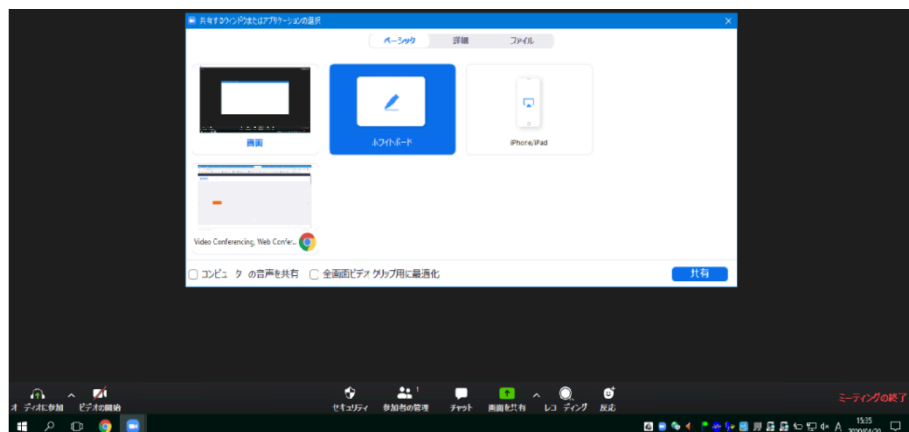 共有するウィンドウまたはアプリケーションの選択
ベーシック 詳細 ファイル
画面 ホワイトボード iPhone/iPad
Video Conferencing, Web Confer...
コンピュータの音声を共有 全画面ビデオクリップ用に最適化 共有
オーディオに参加 ビデオの開始 セキュリティ 参加者の管理 1 チャット 画面を共有 レコーディング 反応 ミーティングの終了
A 15:35